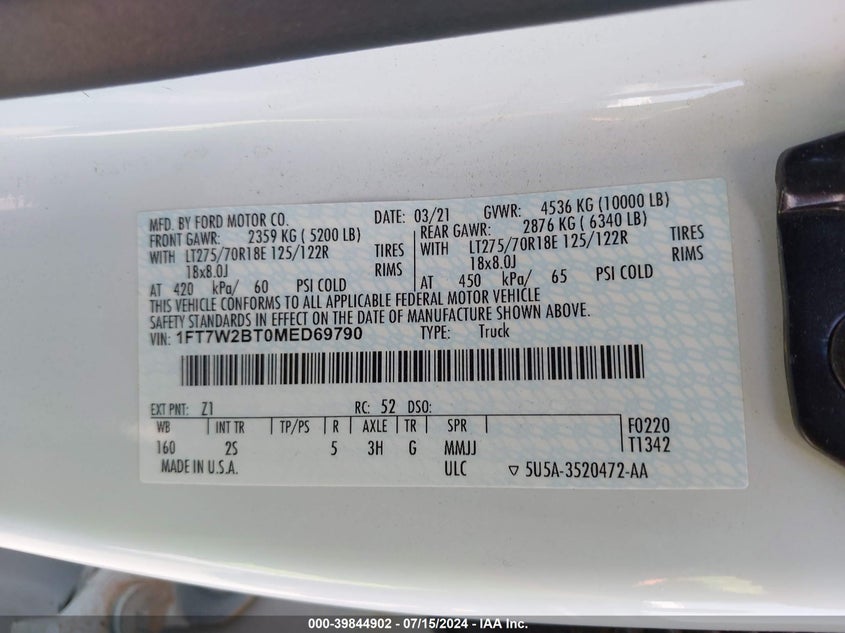 MFD. BY FORD MOTOR CO. DATE: 03/21 GVWR: 4536 KG (10000 LB)
FRONT GAWR: 2359 KG ( 5200 LB) REAR GAWR: 2876 KG ( 6340 LB)
WITH LT275/70R18E 125/122R TIRES WITH LT275/70R18E 125/122R TIRES
18x8.0J RIMS 18x8.0J RIMS
AT 420 kPa/ 60 PSI COLD AT 450 kPa/ 65 PSI COLD
THIS VEHICLE CONFORMS TO ALL APPLICABLE FEDERAL MOTOR VEHICLE
SAFETY STANDARDS IN EFFECT ON THE DATE OF MANUFACTURE SHOWN ABOVE.
VIN: 1FT7W2BT0MED69790 TYPE: Truck
EXT PNT: Z1 RC: 52 DSO:
WB INT TR TP/PS R AXLE TR SPR F0220
160 2S 5 3H G MMJJ T1342
MADE IN U.S.A. ULC ▽ 5U5A-3520472-AA
000-39844902 - 07/15/2024 - IAA Inc.